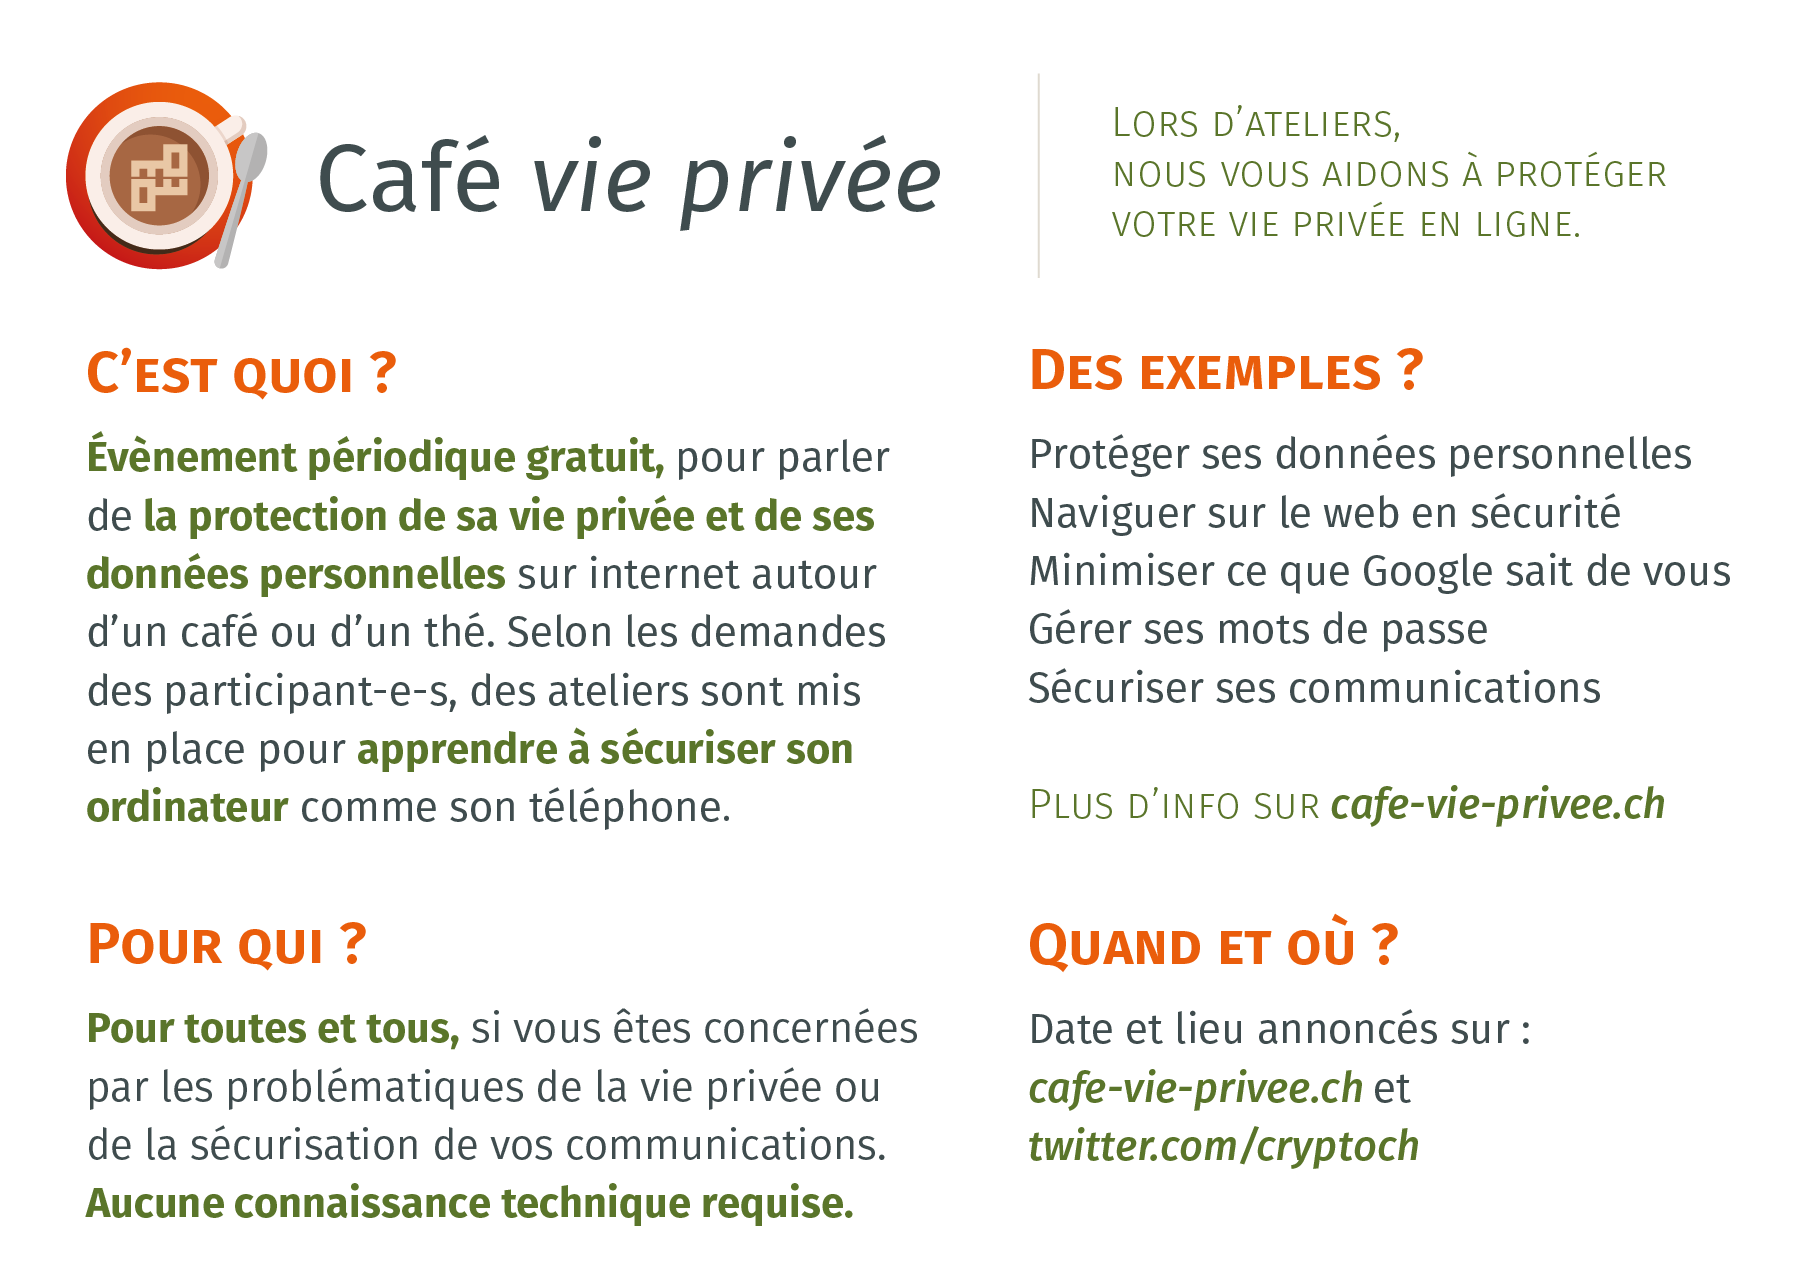 Café vie privée
Lors d’ateliers,
nous vous aidons à protéger
votre vie privée en ligne.
C’est quoi ?
Évènement périodique gratuit, pour parler
de la protection de sa vie privée et de ses
données personnelles sur internet autour
d’un café ou d’un thé. Selon les demandes
des participant-e-s, des ateliers sont mis
en place pour apprendre à sécuriser son
ordinateur comme son téléphone.
Pour qui ?
Pour toutes et tous, si vous êtes concernées
par les problématiques de la vie privée ou
de la sécurisation de vos communications.
Aucune connaissance technique requise.
Des exemples ?
Protéger ses données personnelles
Naviguer sur le web en sécurité
Minimiser ce que Google sait de vous
Gérer ses mots de passe
Sécuriser ses communications
Plus d’info sur cafe-vie-privee.ch
Quand et où ?
Date et lieu annoncés sur :
cafe-vie-privee.ch et
twitter.com/cryptoch